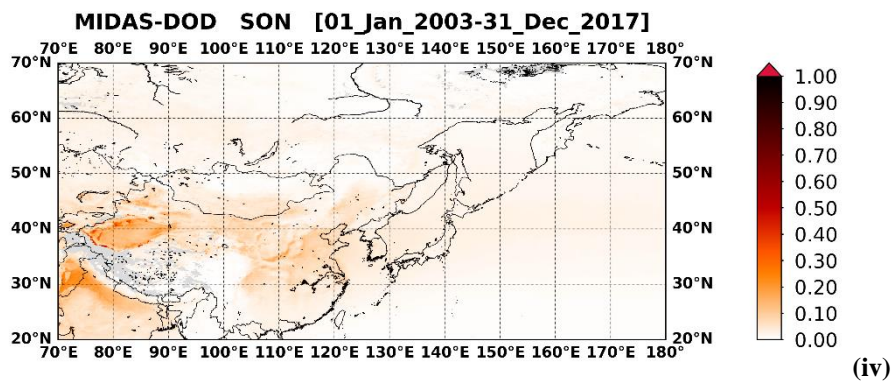 MIDAS-DOD SON [01_Jan_2003-31_Dec_2017]
70° 80° 90° 100° 110° 120° 130° 140° 150° 160° 170° 180°
70°N 70°N
60°N 60°N
50°N 50°N
40°N 40°N
30°N 30°N
20°N 20°N
70°E 80°E 90°E 100°E 110°E 120°E 130°E 140°E 150°E 160°E 170°E 180°
1.00
0.90
0.80
0.70
0.60
0.50
0.40
0.30
0.20
0.10
0.00
(iv)